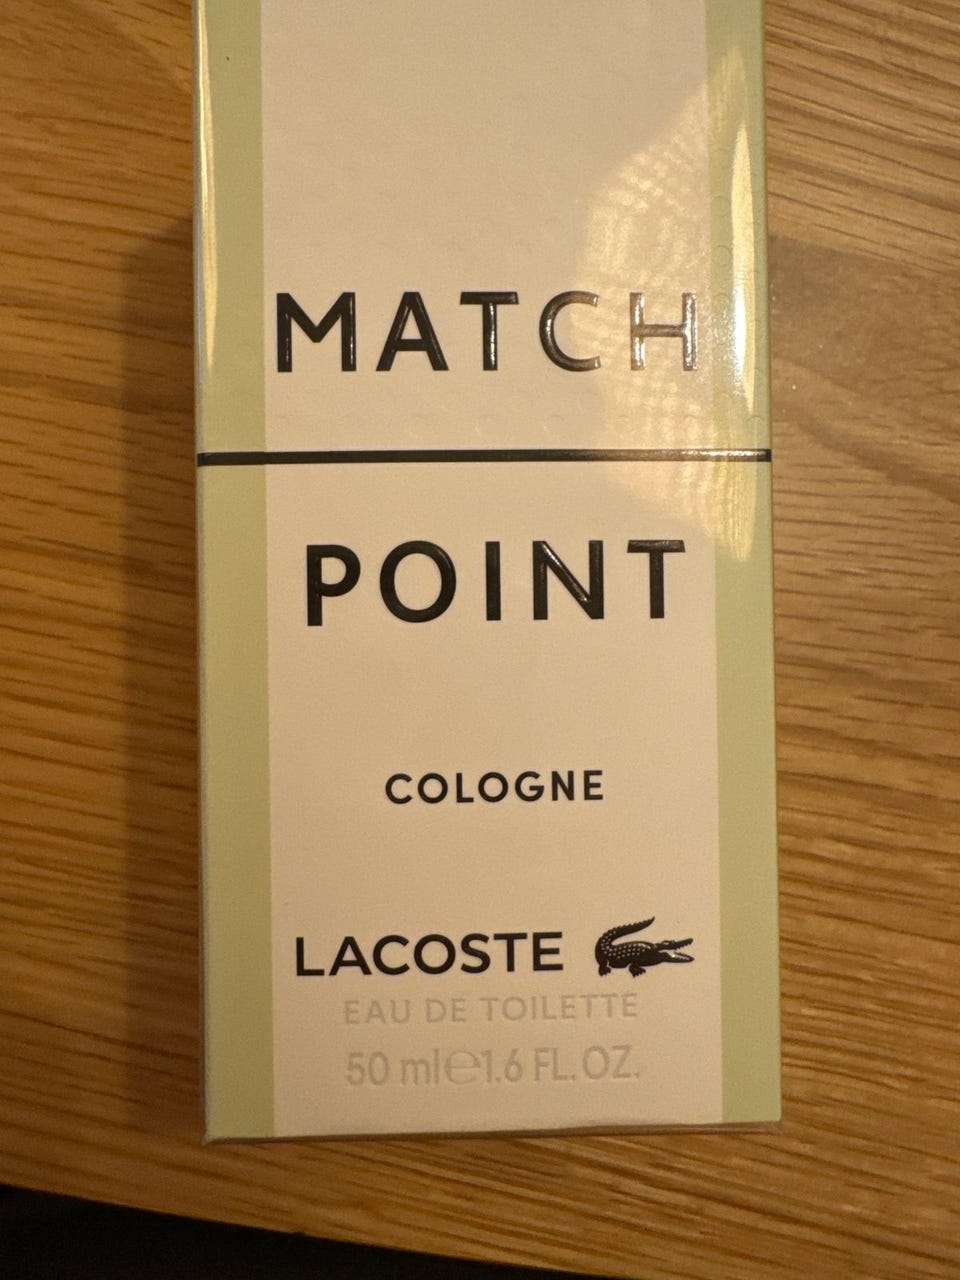 MATCH
POINT
COLOGNE
LACOSTE
EAU DE TOILETTE
50 ml℮1.6 FL. OZ.